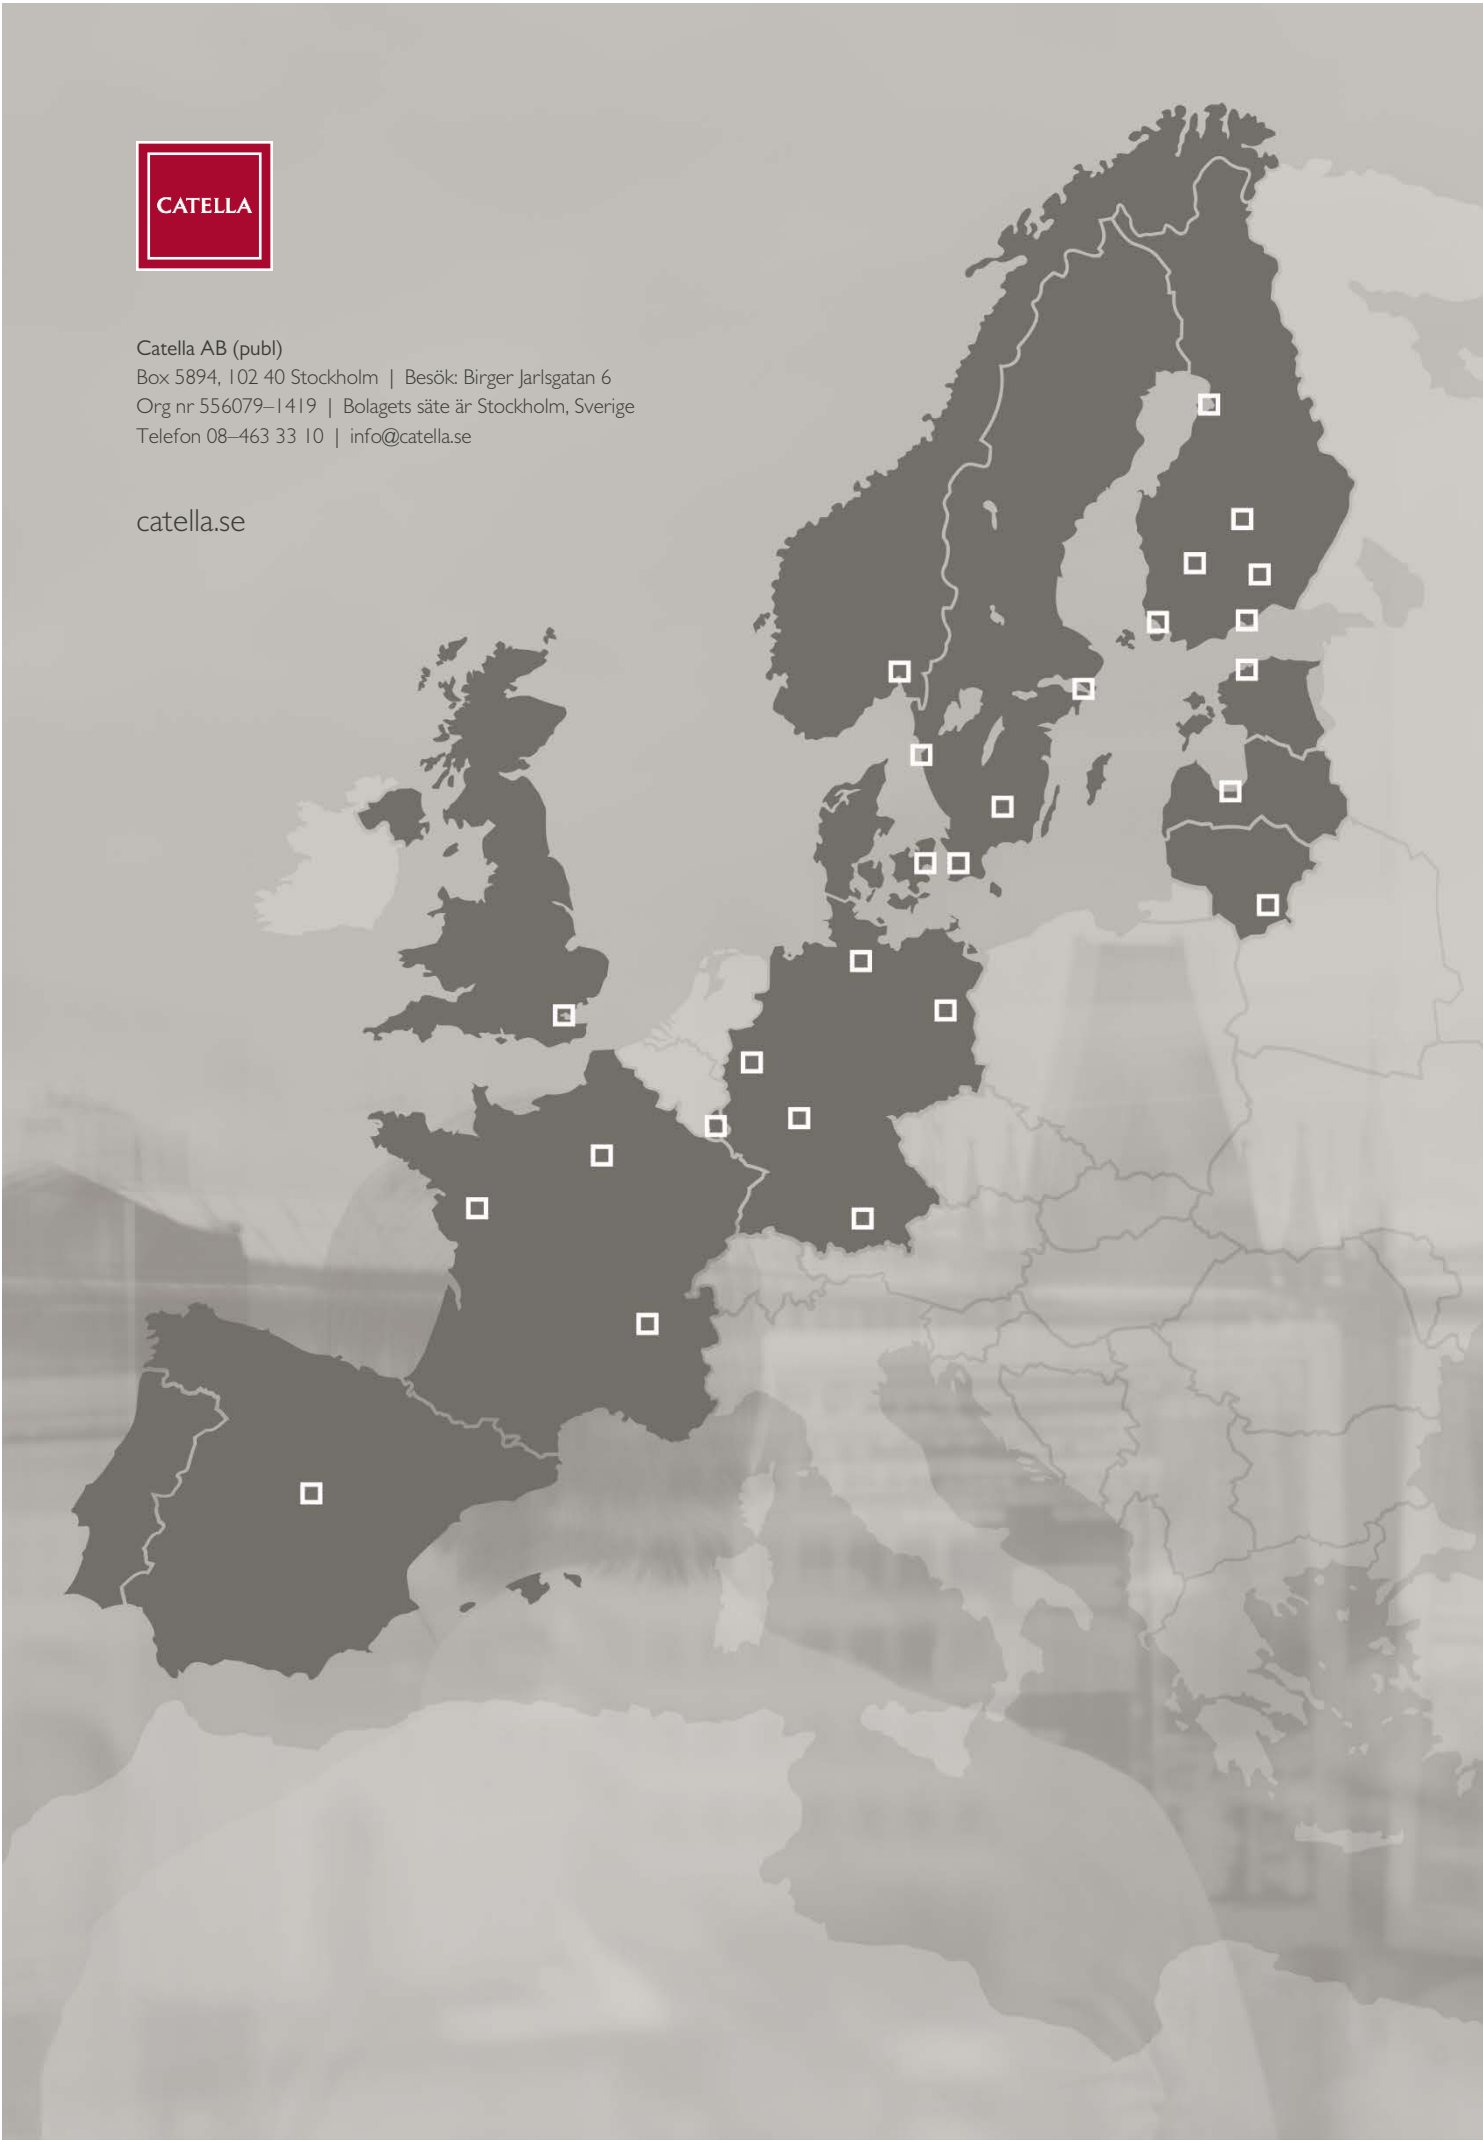 CATELLA
Catella AB (publ)
Box 5894, 102 40 Stockholm | Besök: Birger Jarlsgatan 6
Org nr 556079–1419 | Bolagets säte är Stockholm, Sverige
Telefon 08–463 33 10 | info@catella.se
catella.se